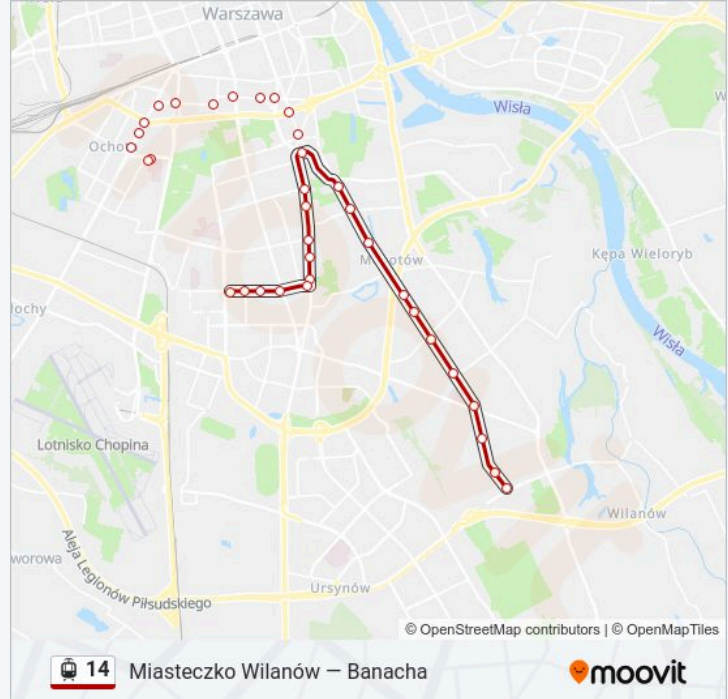 Warszawa
Wisła
Ocho
M kotów
Kępa Wieloryb
łochy
Wisła
Lotnisko Chopina
Wilanów
worowa
Aleja Legionów Piłsudskiego
Ursynów
© OpenStreetMap contributors | © OpenMapTiles
14 Miasteczko Wilanów — Banacha
moovit